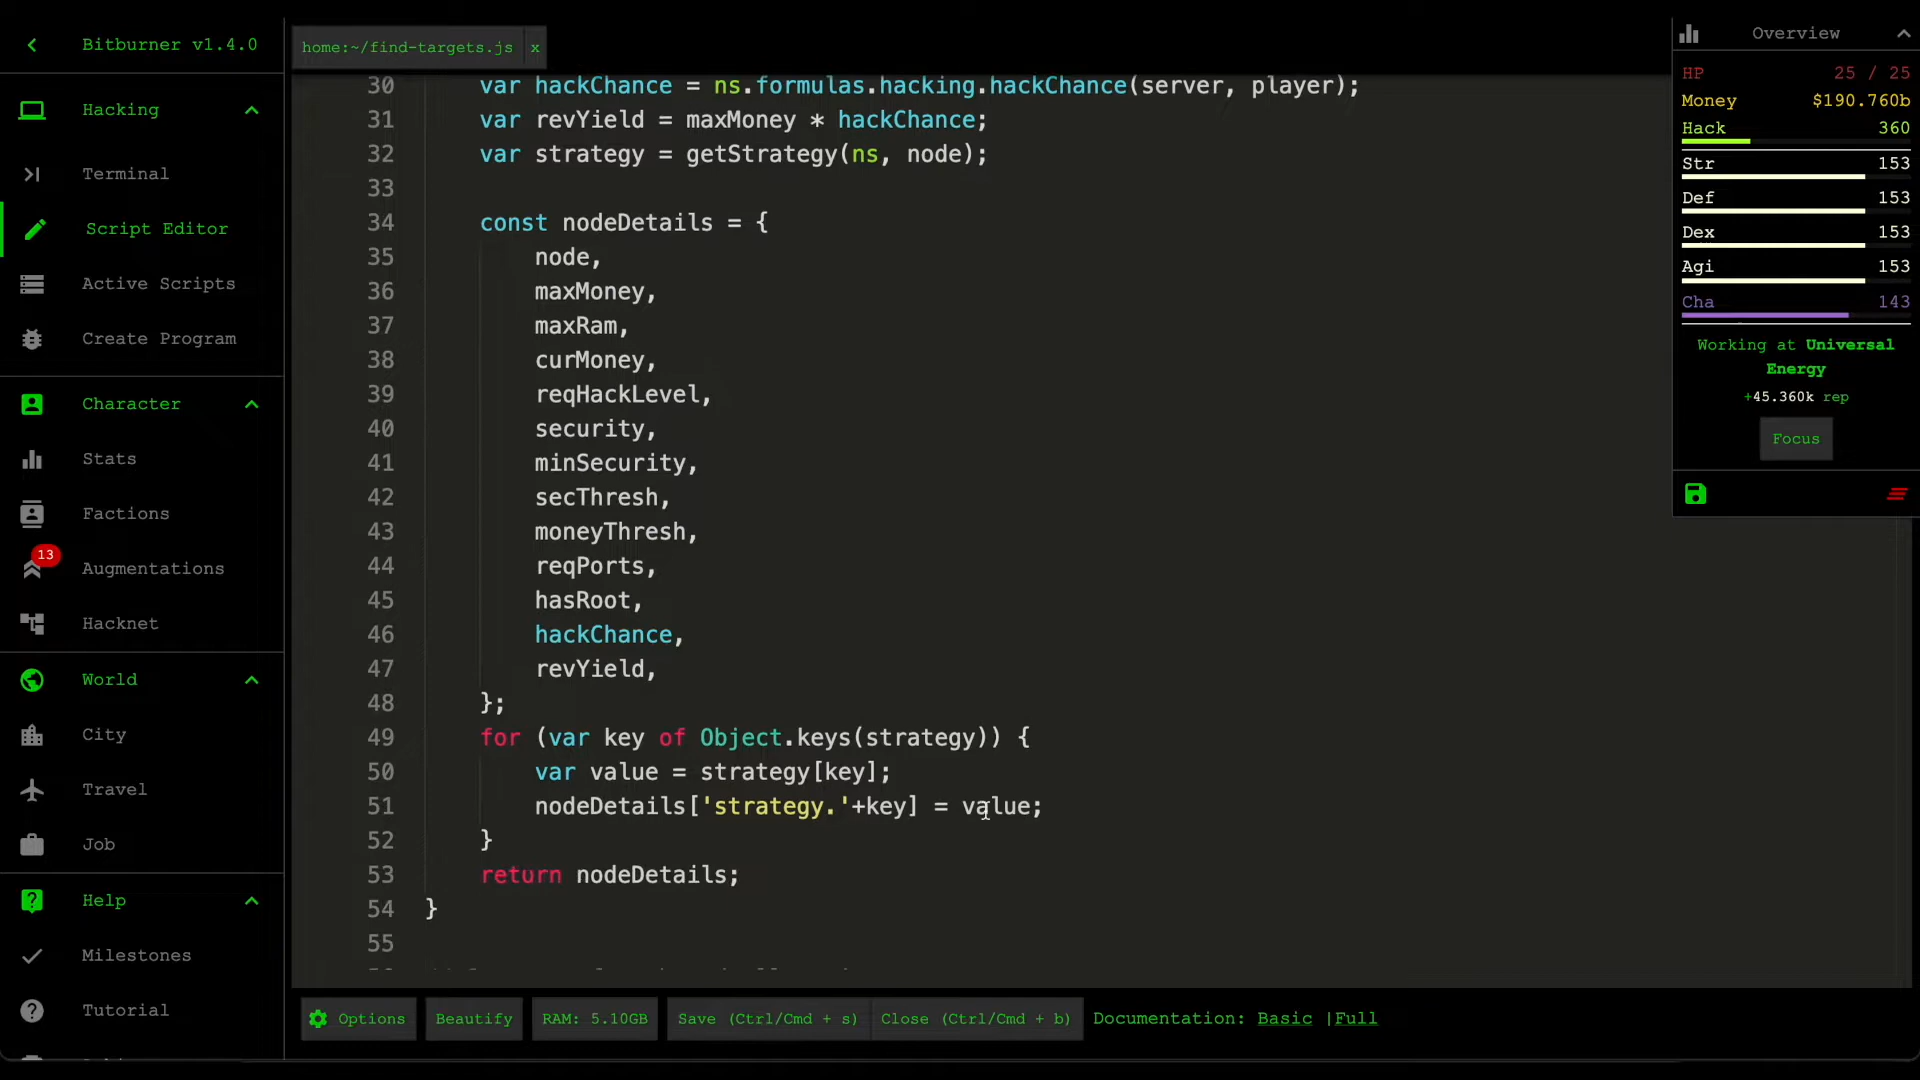 Bitburner v1.4.0
Hacking
Terminal
Script Editor
Active Scripts
Create Program
Character
Stats
Factions
13
Augmentations
Hacknet
World
City
Travel
Job
Help
Milestones
Tutorial
home:~/find-targets.js x
30 var hackChance = ns.formulas.hacking.hackChance(server, player);
31 var revYield = maxMoney * hackChance;
32 var strategy = getStrategy(ns, node);
33
34 const nodeDetails = {
35 node,
36 maxMoney,
37 maxRam,
38 curMoney,
39 reqHackLevel,
40 security,
41 minSecurity,
42 secThresh,
43 moneyThresh,
44 reqPorts,
45 hasRoot,
46 hackChance,
47 revYield,
48 };
49 for (var key of Object.keys(strategy)) {
50 var value = strategy[key];
51 nodeDetails['strategy.'+key] = value;
52 }
53 return nodeDetails;
54 }
55
Options Beautify RAM: 5.10GB Save (Ctrl/Cmd + s) Close (Ctrl/Cmd + b) Documentation: Basic |Full
Overview
HP 25 / 25
Money $190.760b
Hack 360
Str 153
Def 153
Dex 153
Agi 153
Cha 143
Working at Universal
Energy
+45.360k rep
Focus